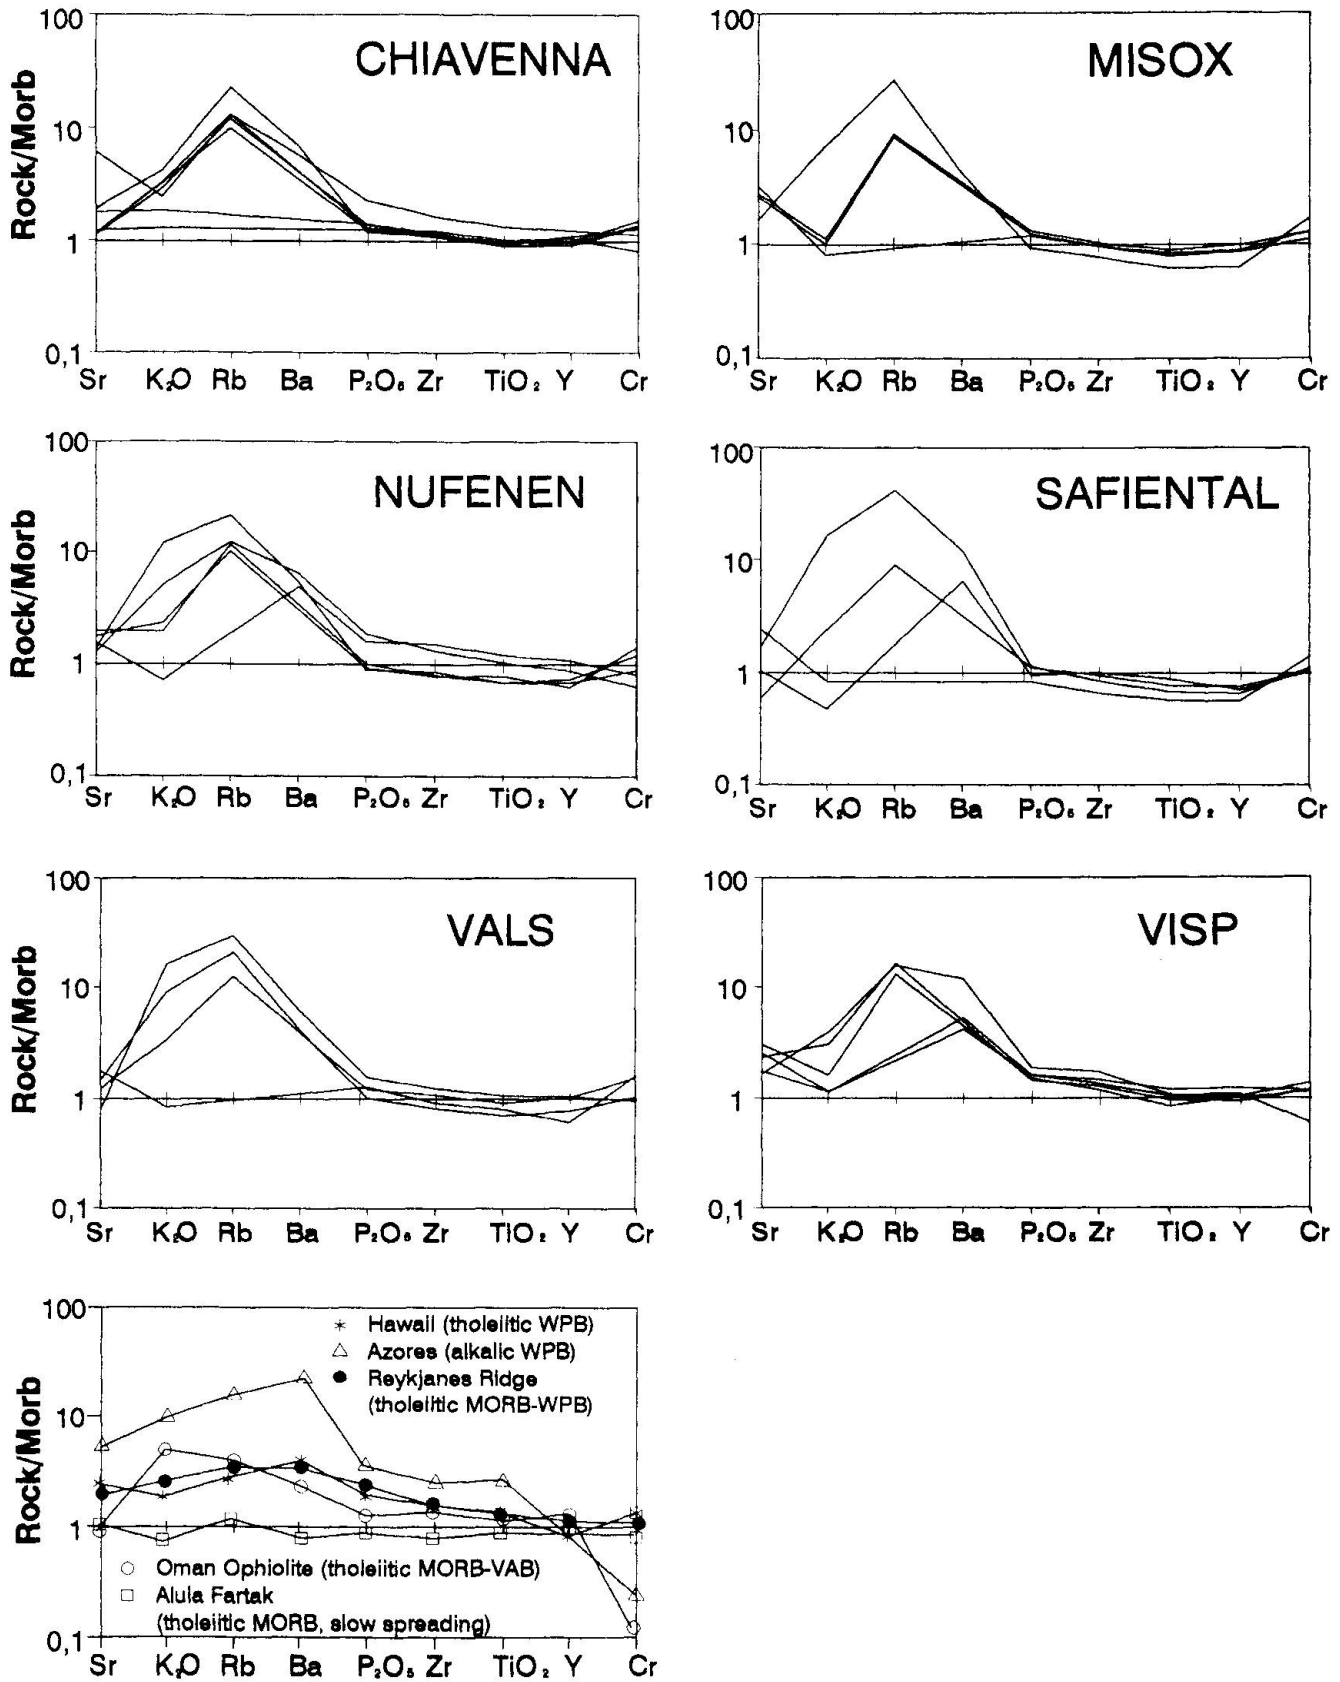 CHIAVENNA
Rock/Morb
100
10
1
0,1
Sr K₂O Rb Ba P₂O₅ Zr TiO₂ Y Cr
MISOX
100
10
1
0,1
Sr K₂O Rb Ba P₂O₅ Zr TiO₂ Y Cr
NUFENEN
Rock/Morb
100
10
1
0,1
Sr K₂O Rb Ba P₂O₅ Zr TiO₂ Y Cr
SAFIENTAL
100
10
1
0,1
Sr K₂O Rb Ba P₂O₅ Zr TiO₂ Y Cr
VALS
Rock/Morb
100
10
1
0,1
Sr K₂O Rb Ba P₂O₅ Zr TiO₂ Y Cr
VISP
100
10
1
0,1
Sr K₂O Rb Ba P₂O₅ Zr TiO₂ Y Cr
Rock/Morb
100
10
1
0,1
Hawaii (tholeiitic WPB)
Azores (alkalic WPB)
Reykjanes Ridge
(tholeiitic MORB-WPB)
Oman Ophiolite (tholeiitic MORB-VAB)
Alula Fartak
(tholeiitic MORB, slow spreading)
Sr K₂O Rb Ba P₂O₅ Zr TiO₂ Y Cr